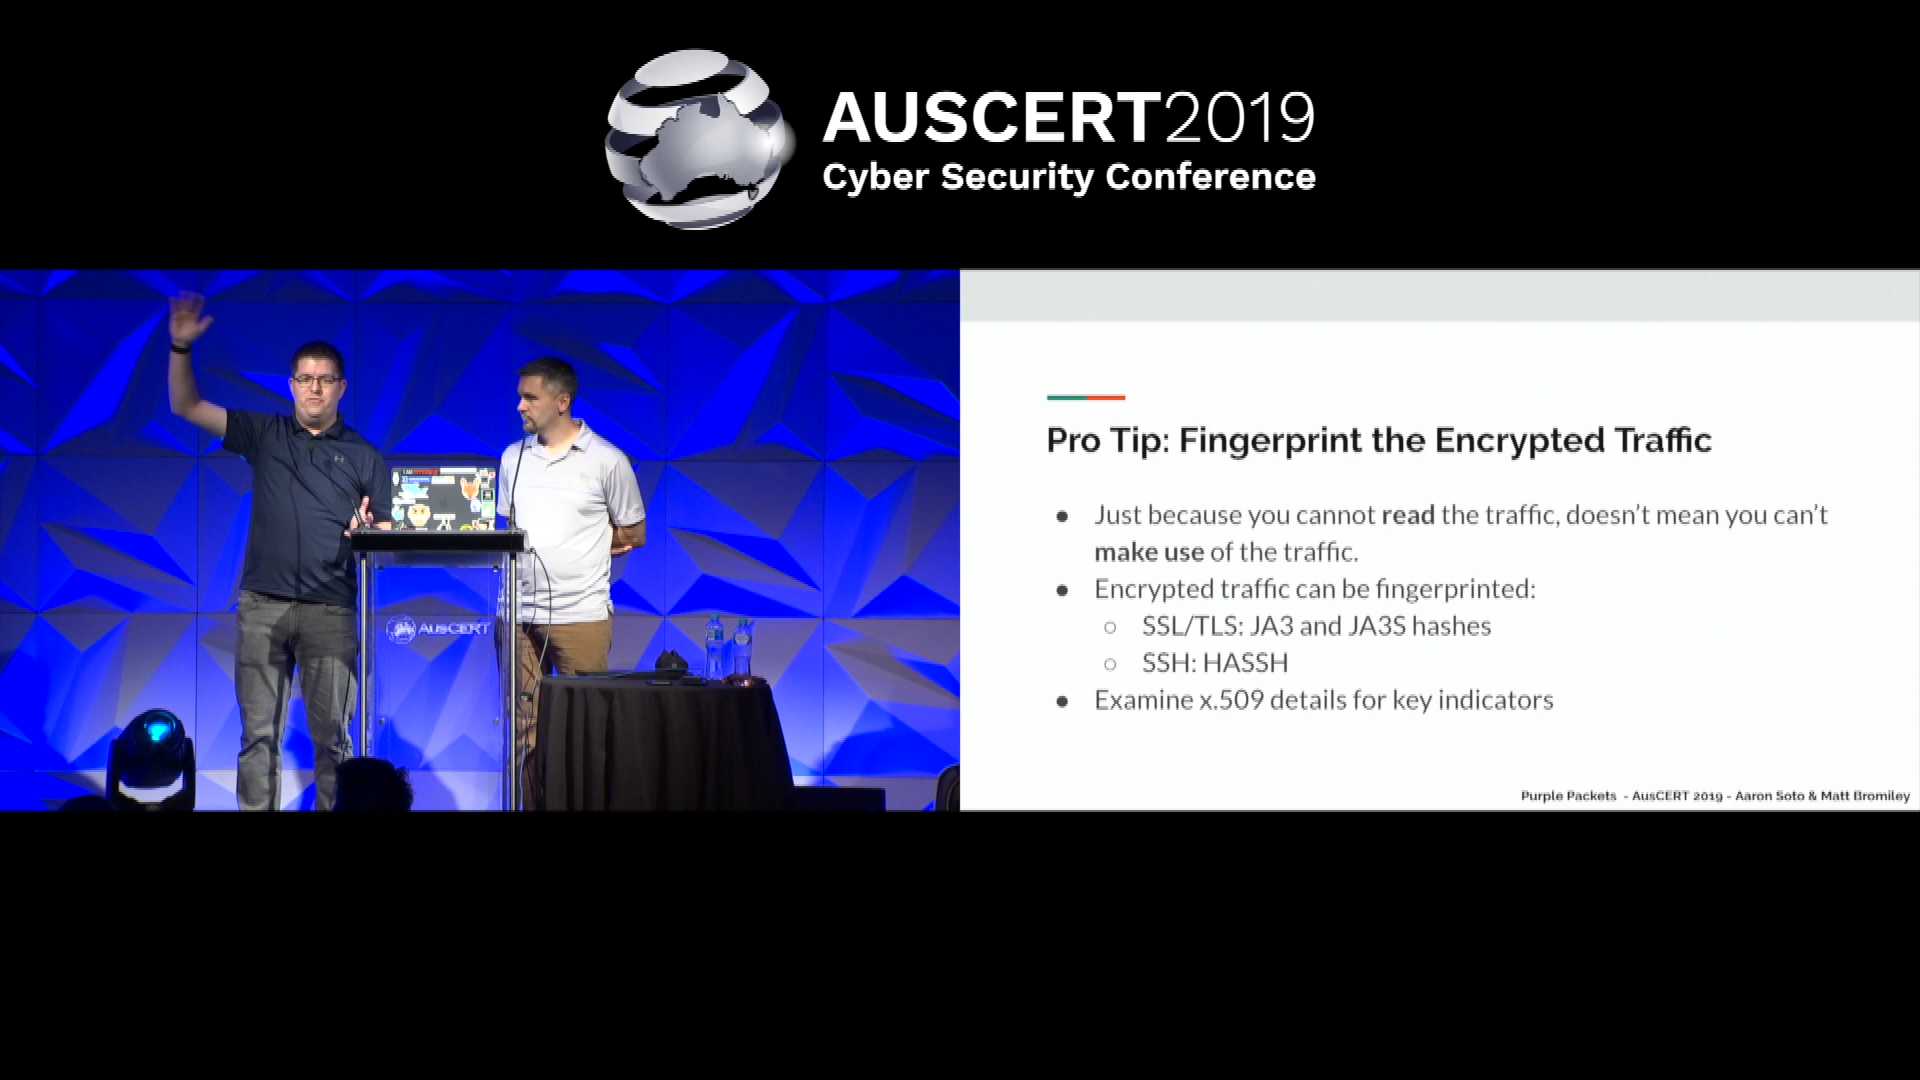 AUSCERT2019
Cyber Security Conference
AUSCERT
Pro Tip: Fingerprint the Encrypted Traffic
● Just because you cannot read the traffic, doesn't mean you can't
make use of the traffic.
● Encrypted traffic can be fingerprinted:
○ SSL/TLS: JA3 and JA3S hashes
○ SSH: HASSH
● Examine x.509 details for key indicators
Purple Packets - AusCERT 2019 - Aaron Soto & Matt Bromiley